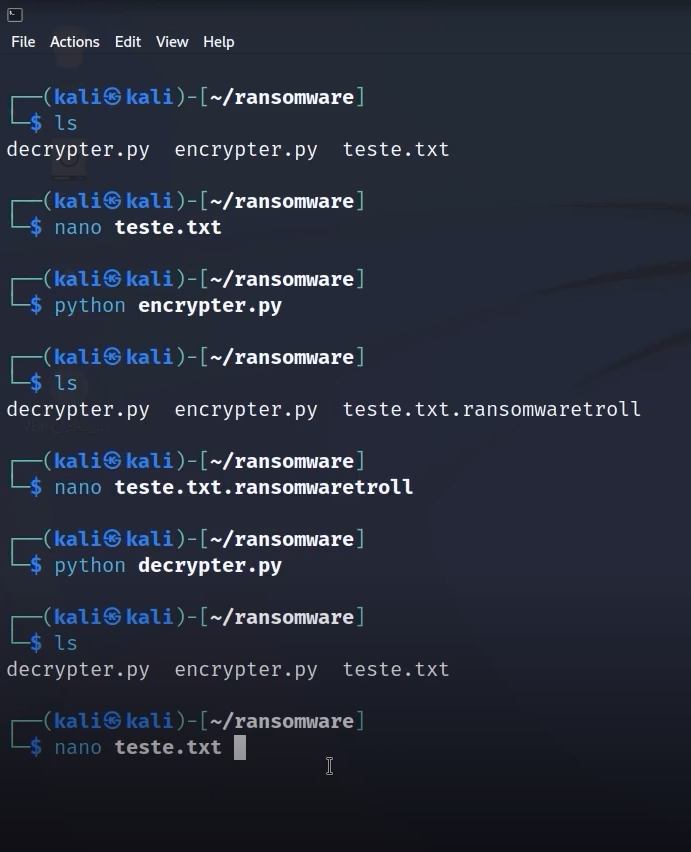 File Actions Edit View Help
┌──(kali㉿kali)-[~/ransomware]
└─$ ls
decrypter.py encrypter.py teste.txt
┌──(kali㉿kali)-[~/ransomware]
└─$ nano teste.txt
┌──(kali㉿kali)-[~/ransomware]
└─$ python encrypter.py
┌──(kali㉿kali)-[~/ransomware]
└─$ ls
decrypter.py encrypter.py teste.txt.ransomwaretroll
┌──(kali㉿kali)-[~/ransomware]
└─$ nano teste.txt.ransomwaretroll
┌──(kali㉿kali)-[~/ransomware]
└─$ python decrypter.py
┌──(kali㉿kali)-[~/ransomware]
└─$ ls
decrypter.py encrypter.py teste.txt
┌──(kali㉿kali)-[~/ransomware]
└─$ nano teste.txt